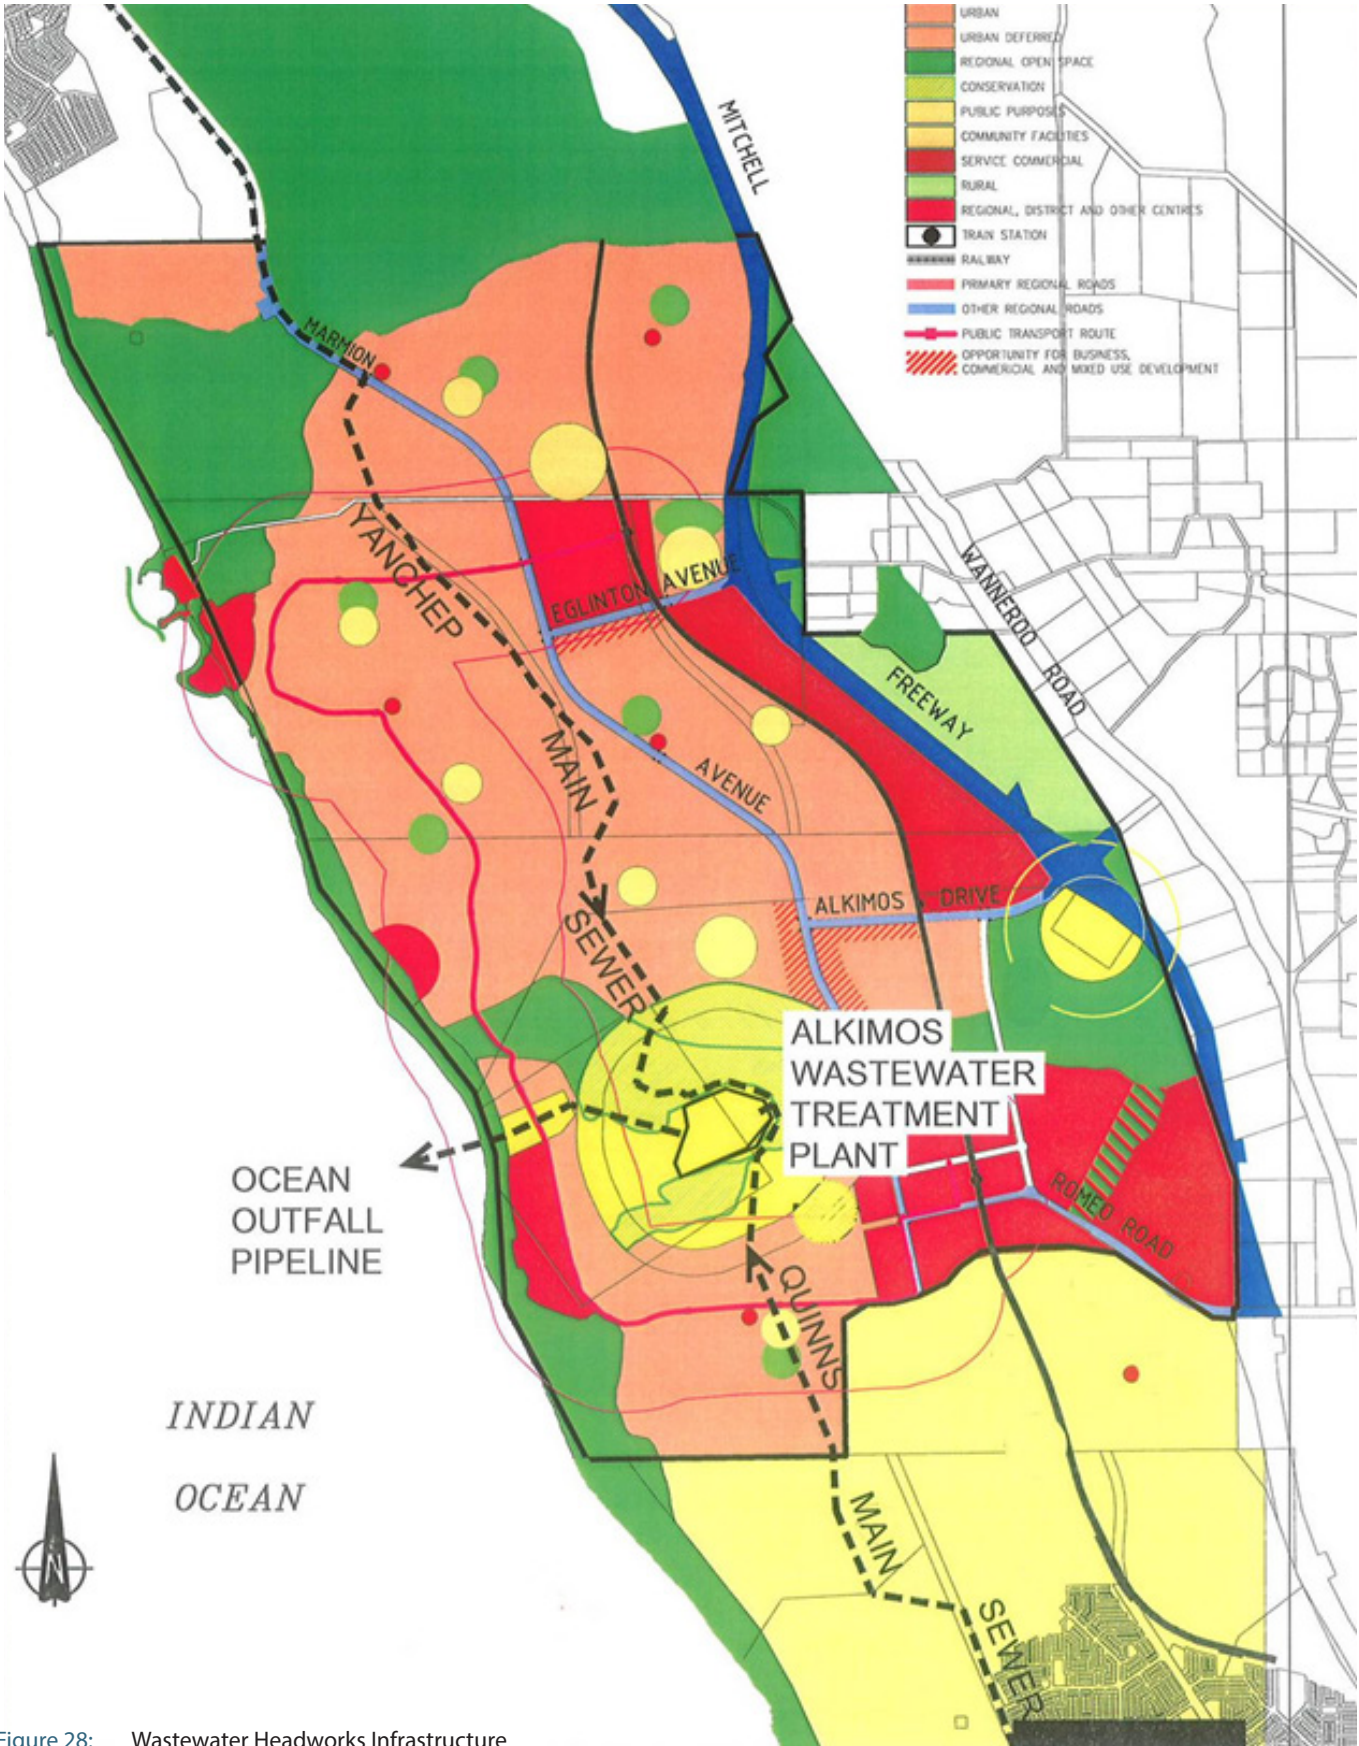 URBAN
URBAN DEFERRED
REGIONAL OPEN SPACE
CONSERVATION
PUBLIC PURPOSES
COMMUNITY FACILITIES
SERVICE COMMERCIAL
RURAL
REGIONAL, DISTRICT AND OTHER CENTRES
TRAIN STATION
RALWAY
PRIMARY REGIONAL ROADS
OTHER REGIONAL ROADS
PUBLIC TRANSPORT ROUTE
OPPORTUNITY FOR BUSINESS,
COMMERICIAL AND MIXED USE DEVELOPMENT
MITCHELL
MARMION
YANCHEP
EGLINTON AVENUE
WANNEROO ROAD
FREEWAY
MAIN
AVENUE
ALKIMOS DRIVE
SEWER
ALKIMOS
WASTEWATER
TREATMENT
PLANT
OCEAN
OUTFALL
PIPELINE
ROMEO ROAD
QUINNS
INDIAN
OCEAN
N
MAIN
SEWER
Figure 28: Wastewater Headworks Infrastructure